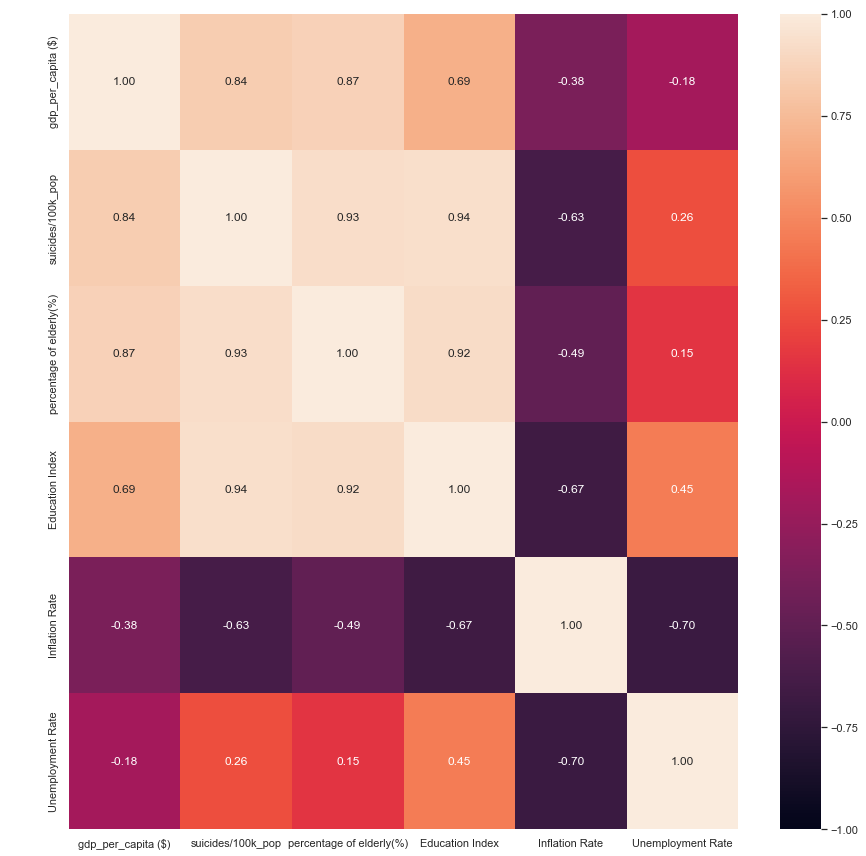 gdp_per_capita ($) 1.00 0.84 0.87 0.69 -0.38 -0.18
suicides/100k_pop 0.84 1.00 0.93 0.94 -0.63 0.26
percentage of elderly(%) 0.87 0.93 1.00 0.92 -0.49 0.15
Education Index 0.69 0.94 0.92 1.00 -0.67 0.45
Inflation Rate -0.38 -0.63 -0.49 -0.67 1.00 -0.70
Unemployment Rate -0.18 0.26 0.15 0.45 -0.70 1.00
gdp_per_capita ($) suicides/100k_pop percentage of elderly(%) Education Index Inflation Rate Unemployment Rate
1.00
0.75
0.50
0.25
0.00
−0.25
−0.50
−0.75
−1.00